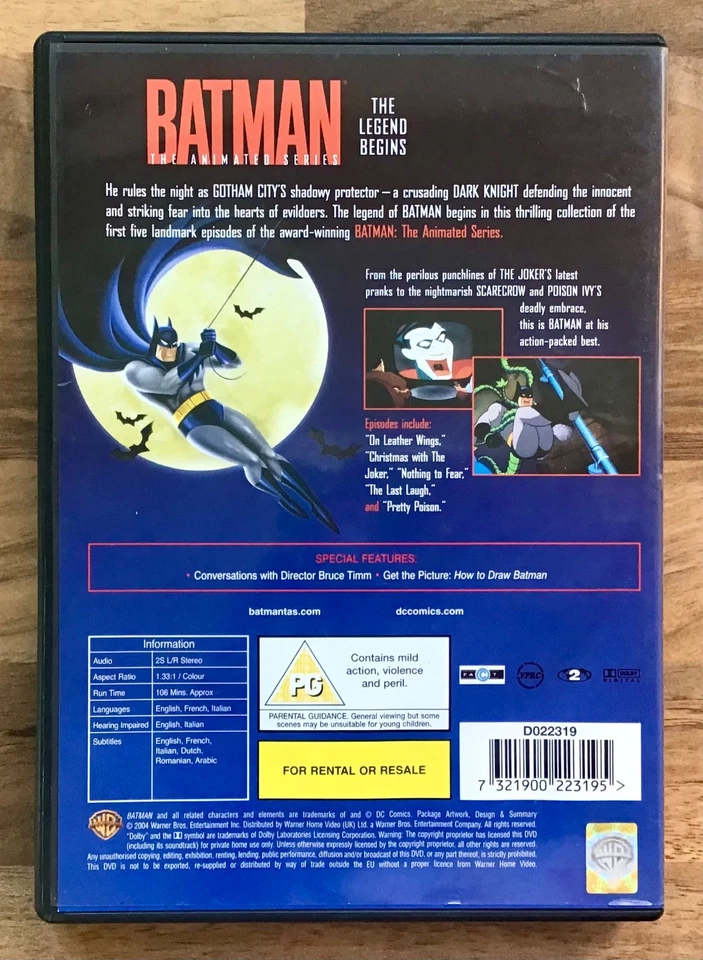 BATMAN
THE ANIMATED SERIES
THE
LEGEND
BEGINS
He rules the night as GOTHAM CITY'S shadowy protector – a crusading DARK KNIGHT defending the innocent
and striking fear into the hearts of evildoers. The legend of BATMAN begins in this thrilling collection of the
first five landmark episodes of the award-winning BATMAN: The Animated Series.
From the perilous punchlines of THE JOKER'S latest
pranks to the nightmarish SCARECROW and POISON IVY'S
deadly embrace,
this is BATMAN at his
action-packed best.
Episodes include:
"On Leather Wings,"
"Christmas with The
Joker," "Nothing to Fear,"
"The Last Laugh,"
and "Pretty Poison."
SPECIAL FEATURES:
• Conversations with Director Bruce Timm • Get the Picture: How to Draw Batman
batmantas.com dccomics.com
Information
Audio 2S L/R Stereo
Aspect Ratio 1.33:1 / Colour
Run Time 106 Mins. Approx
Languages English, French, Italian
Hearing Impaired English, Italian
Subtitles English, French,
Italian, Dutch,
Romanian, Arabic
PG
Contains mild
action, violence
and peril.
PARENTAL GUIDANCE. General viewing but some
scenes may be unsuitable for young children.
FOR RENTAL OR RESALE
FACT
VPRC
2
DOLBY
DIGITAL
D022319
7 321900 223195 >
BATMAN and all related characters and elements are trademarks of and © DC Comics. Package Artwork, Design & Summary
© 2004 Warner Bros. Entertainment Inc. Distributed by Warner Home Video (UK) Ltd. a Warner Bros. Entertainment Company. All rights reserved.
"Dolby" and the DD symbol are trademarks of Dolby Laboratories Licensing Corporation. Warning: The copyright proprietor has licensed this DVD
(including its soundtrack) for private home use only. Unless otherwise expressly licensed by the copyright proprietor, all other rights are reserved.
Any unauthorised copying, editing, exhibition, renting, lending, public performance, diffusion and/or broadcast of this DVD, or any part thereof, is strictly prohibited.
This DVD is not to be exported, re-supplied or distributed by way of trade outside the EU without a proper licence from Warner Home Video.